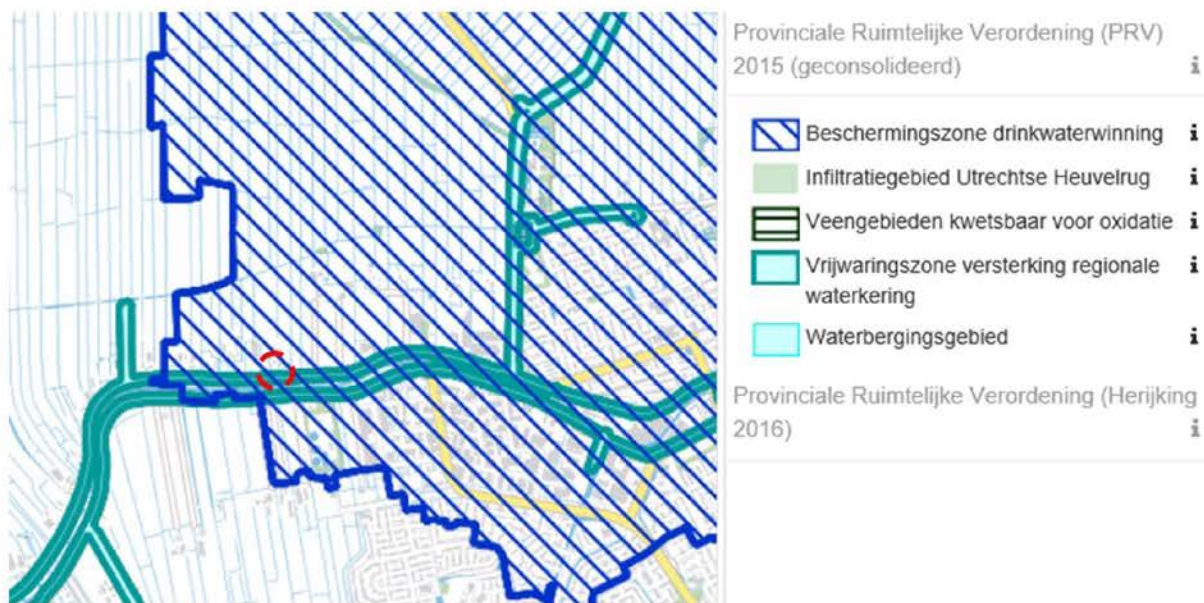 Provinciale Ruimtelijke Verordening (PRV)
2015 (geconsolideerd) i
Beschermingszone drinkwaterwinning i
Infiltratiegebied Utrechtse Heuvelrug i
Veengebieden kwetsbaar voor oxidatie i
Vrijwaringszone versterking regionale i
waterkering
Waterbergingsgebied i
Provinciale Ruimtelijke Verordening (Herijking
2016) i